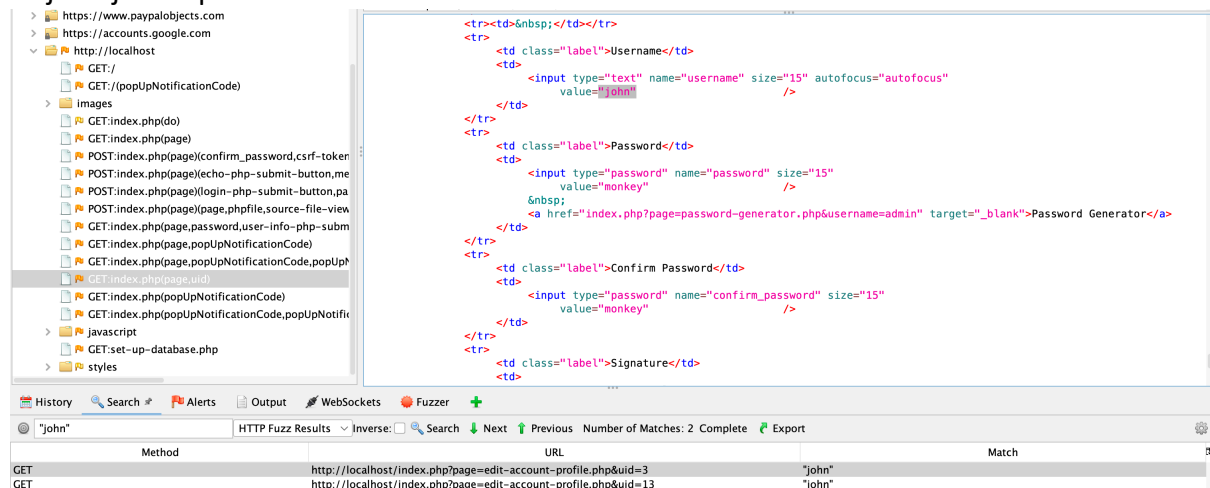 https://www.paypalobjects.com
https://accounts.google.com
http://localhost
GET:/
GET:/(popUpNotificationCode)
images
GET:index.php(do)
GET:index.php(page)
POST:index.php(page)(confirm_password,csrf-token
POST:index.php(page)(echo-php-submit-button,me
POST:index.php(page)(login-php-submit-button,pa
POST:index.php(page)(page,phpfile,source-file-view
GET:index.php(page,password,user-info-php-subm
GET:index.php(page,popUpNotificationCode)
GET:index.php(page,popUpNotificationCode,popUpN
GET:index.php(page,uid)
GET:index.php(popUpNotificationCode)
GET:index.php(popUpNotificationCode,popUpNotific
javascript
GET:set-up-database.php
styles
<tr><td>&nbsp;</td></tr>
<tr>
<td class="label">Username</td>
<td>
<input type="text" name="username" size="15" autofocus="autofocus"
value="john" />
</td>
</tr>
<tr>
<td class="label">Password</td>
<td>
<input type="password" name="password" size="15"
value="monkey" />
&nbsp;
<a href="index.php?page=password-generator.php&username=admin" target="_blank">Password Generator</a>
</td>
</tr>
<tr>
<td class="label">Confirm Password</td>
<td>
<input type="password" name="confirm_password" size="15"
value="monkey" />
</td>
</tr>
<tr>
<td class="label">Signature</td>
<td>
History Search Alerts Output WebSockets Fuzzer
"john" HTTP Fuzz Results Inverse: Search Next Previous Number of Matches: 2 Complete Export
Method URL Match
GET http://localhost/index.php?page=edit-account-profile.php&uid=3 "john"
GET http://localhost/index.php?page=edit-account-profile.php&uid=13 "john"